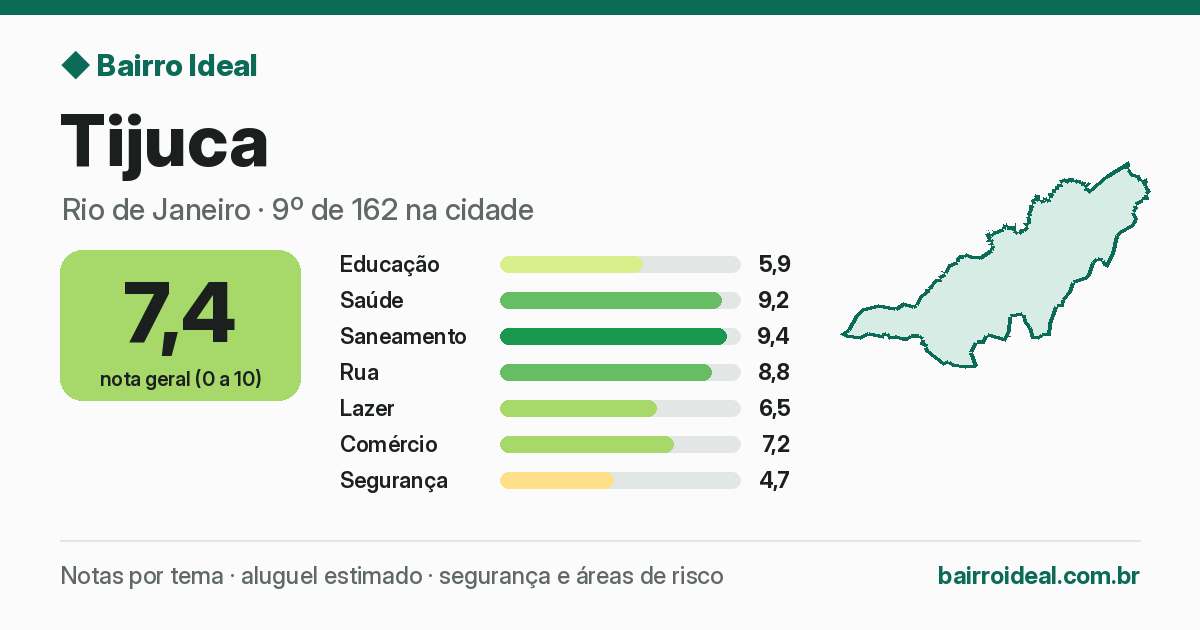 Bairro Ideal
Tijuca
Rio de Janeiro · 9º de 162 na cidade
7,4
nota geral (0 a 10)
Educação 5,9
Saúde 9,2
Saneamento 9,4
Rua 8,8
Lazer 6,5
Comércio 7,2
Segurança 4,7
Notas por tema · aluguel estimado · segurança e áreas de risco
bairroideal.com.br